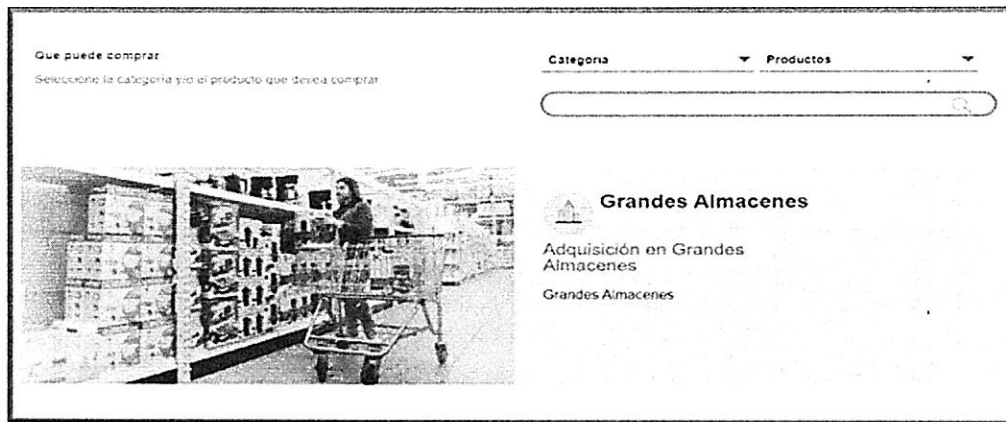 Que puede comprar
Seleccione la categoria y/o el producto que desea comprar
Categoria
Productos
Grandes Almacenes
Adquisición en Grandes
Almacenes
Grandes Almacenes